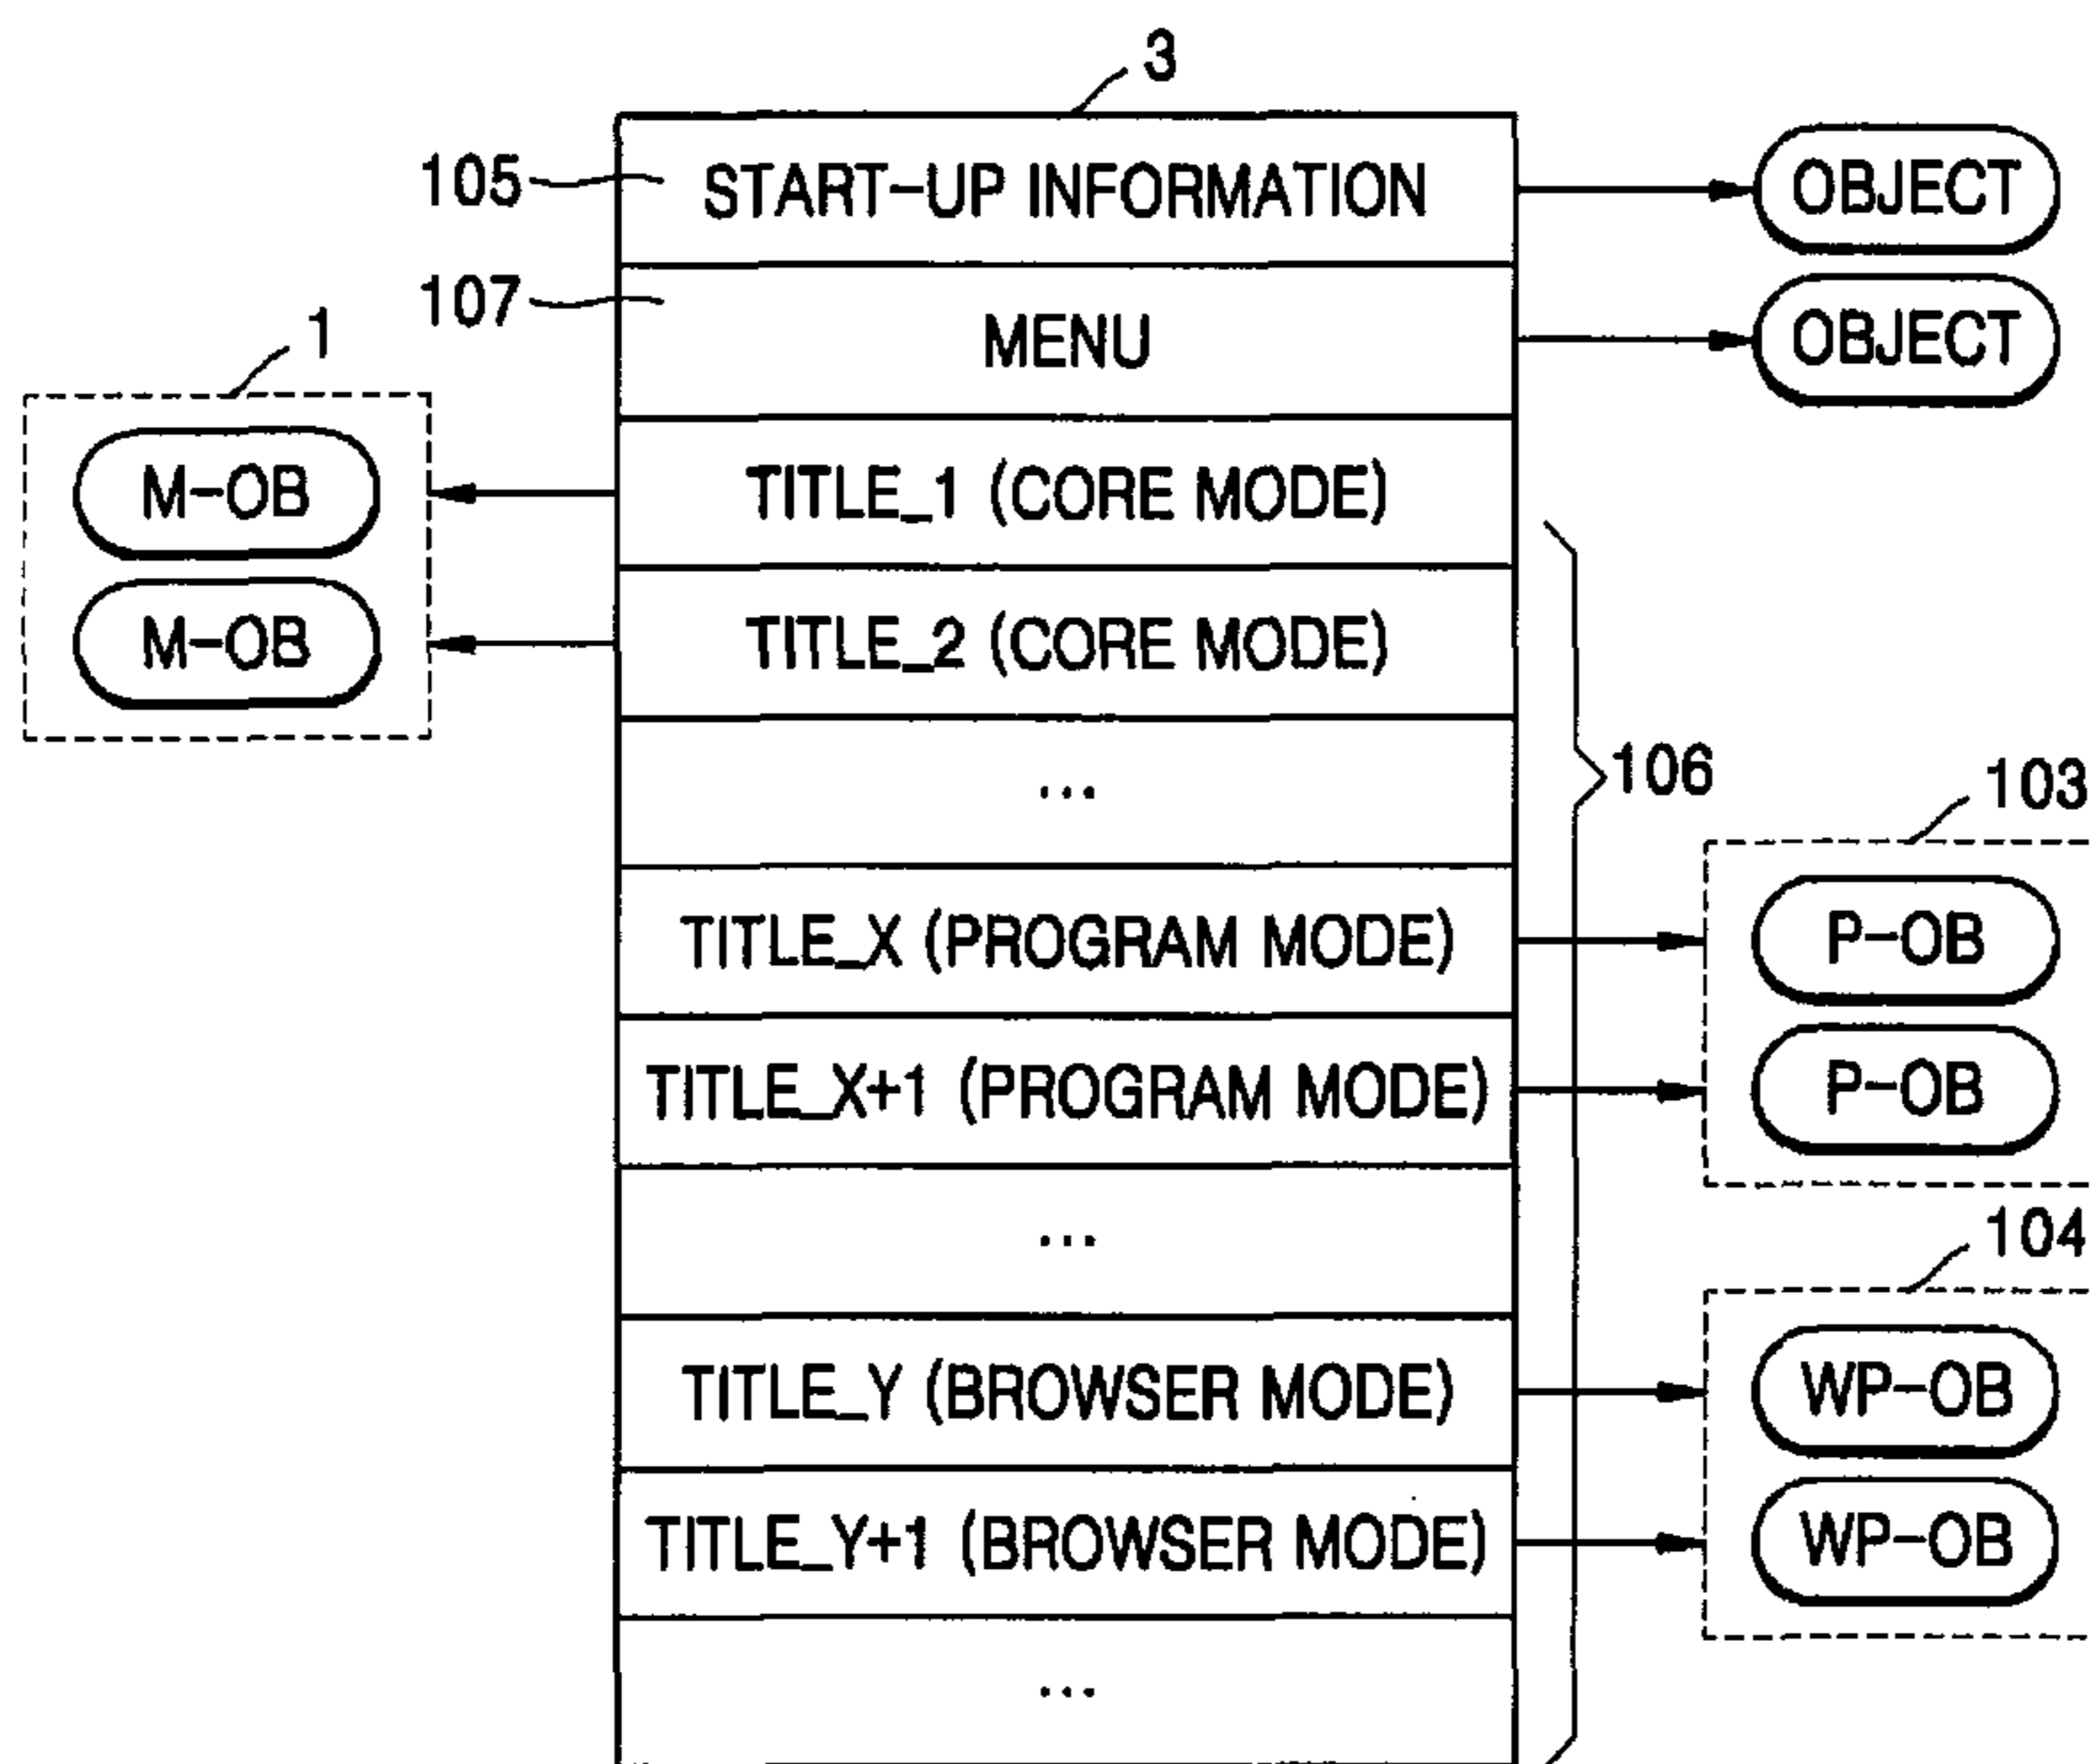 3
105 START-UP INFORMATION OBJECT
107 MENU OBJECT
1
M-OB TITLE_1 (CORE MODE)
M-OB TITLE_2 (CORE MODE)
...
106
103
TITLE_X (PROGRAM MODE) P-OB
TITLE_X+1 (PROGRAM MODE) P-OB
...
104
TITLE_Y (BROWSER MODE) WP-OB
TITLE_Y+1 (BROWSER MODE) WP-OB
...